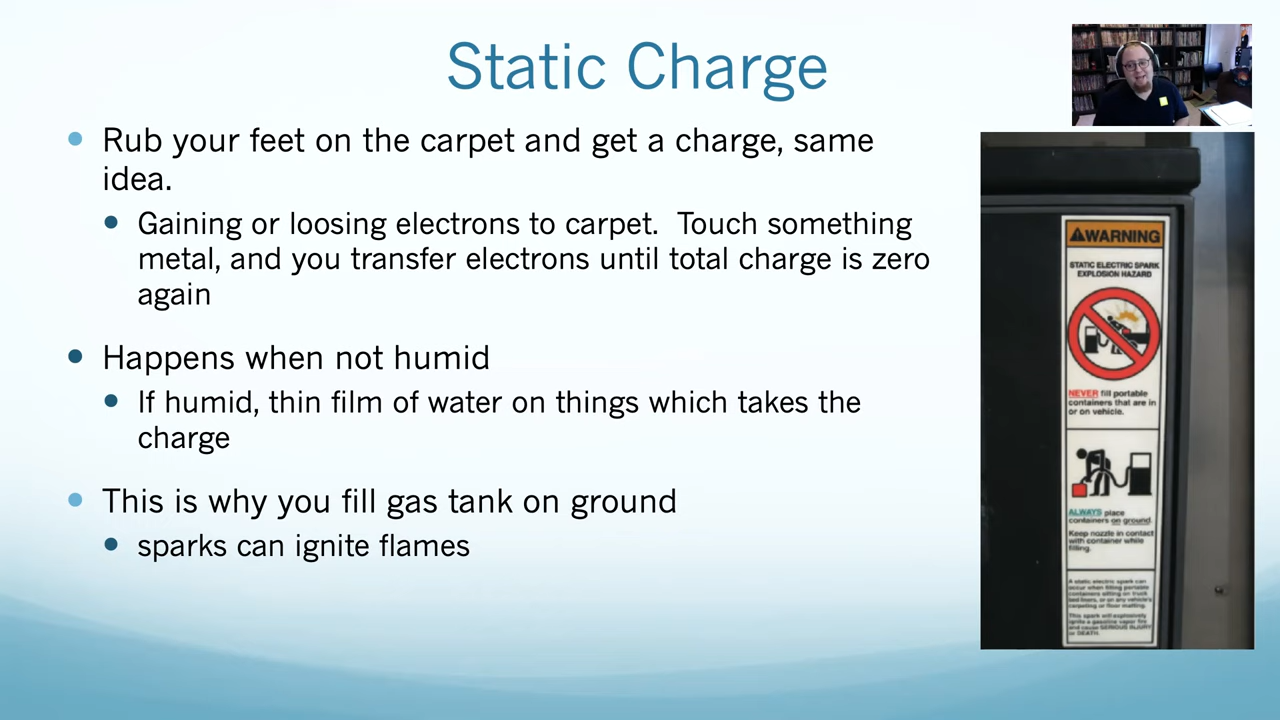 Static Charge
Rub your feet on the carpet and get a charge, same
idea.
Gaining or loosing electrons to carpet.  Touch something
metal, and you transfer electrons until total charge is zero
again
Happens when not humid
If humid, thin film of water on things which takes the
charge
This is why you fill gas tank on ground
sparks can ignite flames
WARNING
STATIC ELECTRIC SPARK
EXPLOSION HAZARD
NEVER fill portable
containers that are in
or on vehicle.
ALWAYS place
containers on ground.
Keep nozzle in contact
with container while
filling.
A static electric spark can
occur when filling portable
containers sitting on truck
bed liners, or on any vehicle's
carpeting or floor matting.
This spark will explosively
ignite a gasoline vapor fire
and cause SERIOUS INJURY
or DEATH.